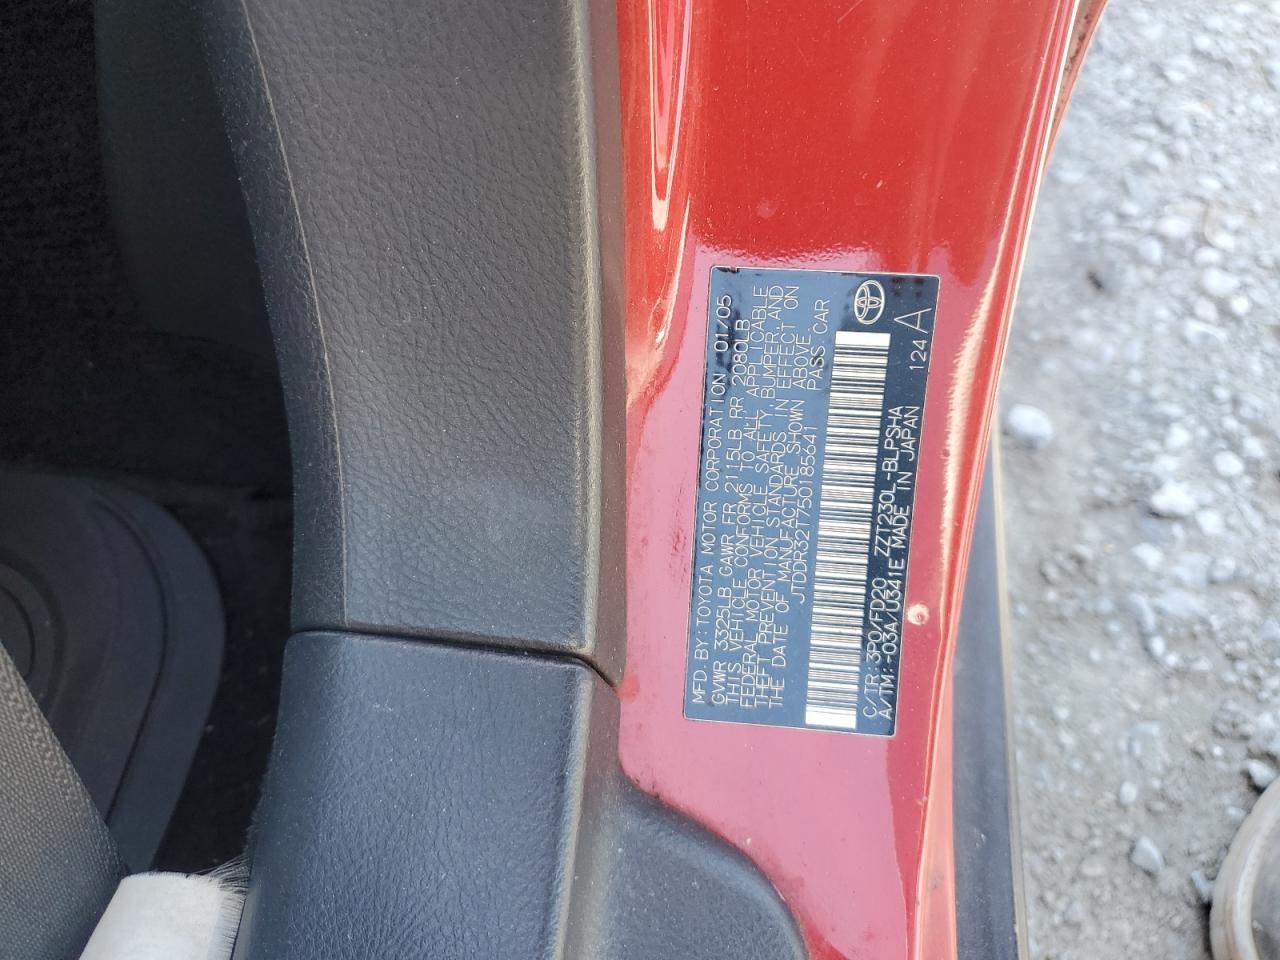 MFD. BY: TOYOTA MOTOR CORPORATION 01/05
GVWR 3325LB GAWR FR 2115LB RR 2080LB
THIS VEHICLE CONFORMS TO ALL APPLICABLE
FEDERAL MOTOR VEHICLE SAFETY, BUMPER, AND
THEFT PREVENTION STANDARDS IN EFFECT ON
THE DATE OF MANUFACTURE SHOWN ABOVE.
JTDDR32T750185641 PASS CAR
C/TR: 3P0/FD20 ZZT230L-BLPSHA
A/TM: -03A/U341E MADE IN JAPAN
124 A